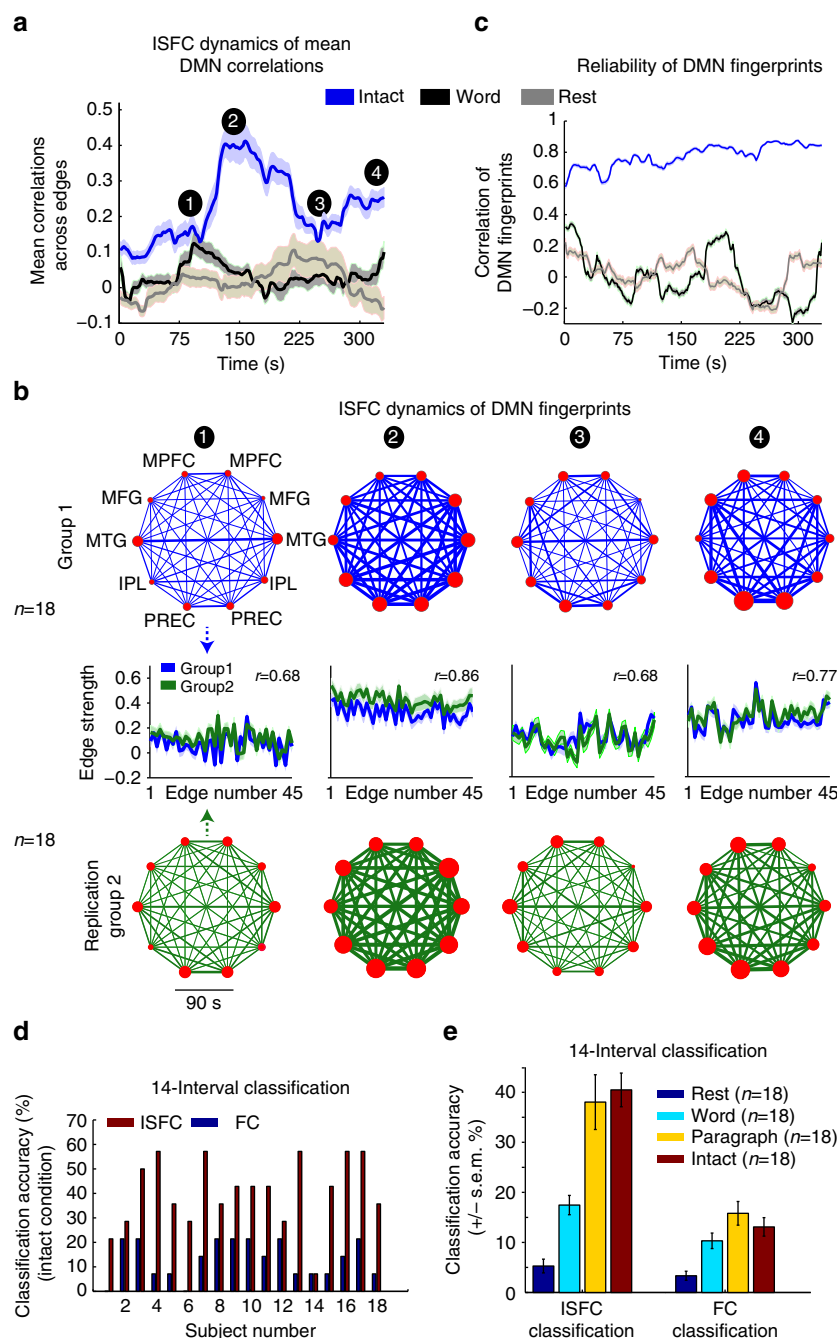 a
ISFC dynamics of mean
DMN correlations
c
Reliability of DMN fingerprints
Intact Word Rest
0.5
0.4
0.3
0.2
0.1
0
−0.1
Mean correlations
across edges
1
2
3
4
0 75 150 225 300
Time (s)
1
0.8
0.6
0.4
0.2
0
−0.2
Correlation of
DMN fingerprints
0 75 150 225 300
Time (s)
b
ISFC dynamics of DMN fingerprints
1 2 3 4
Group 1
MPFC MPFC
MFG MFG
MTG MTG
IPL IPL
PREC PREC
n=18
Edge strength
0.6
0.4
0.2
0
−0.2
Group1
Group2
r=0.68
r=0.86
r=0.68
r=0.77
1 Edge number 45
1 Edge number 45
1 Edge number 45
1 Edge number 45
n=18
Replication
group 2
90 s
d
14-Interval classification
ISFC FC
Classification accuracy (%)
(intact condition)
70
60
50
40
30
20
10
0
2 4 6 8 10 12 14 16 18
Subject number
e
14-Interval classification
Classification accuracy
(+/− s.e.m. %)
40
30
20
10
0
Rest (n=18)
Word (n=18)
Paragraph (n=18)
Intact (n=18)
ISFC
classification
FC
classification